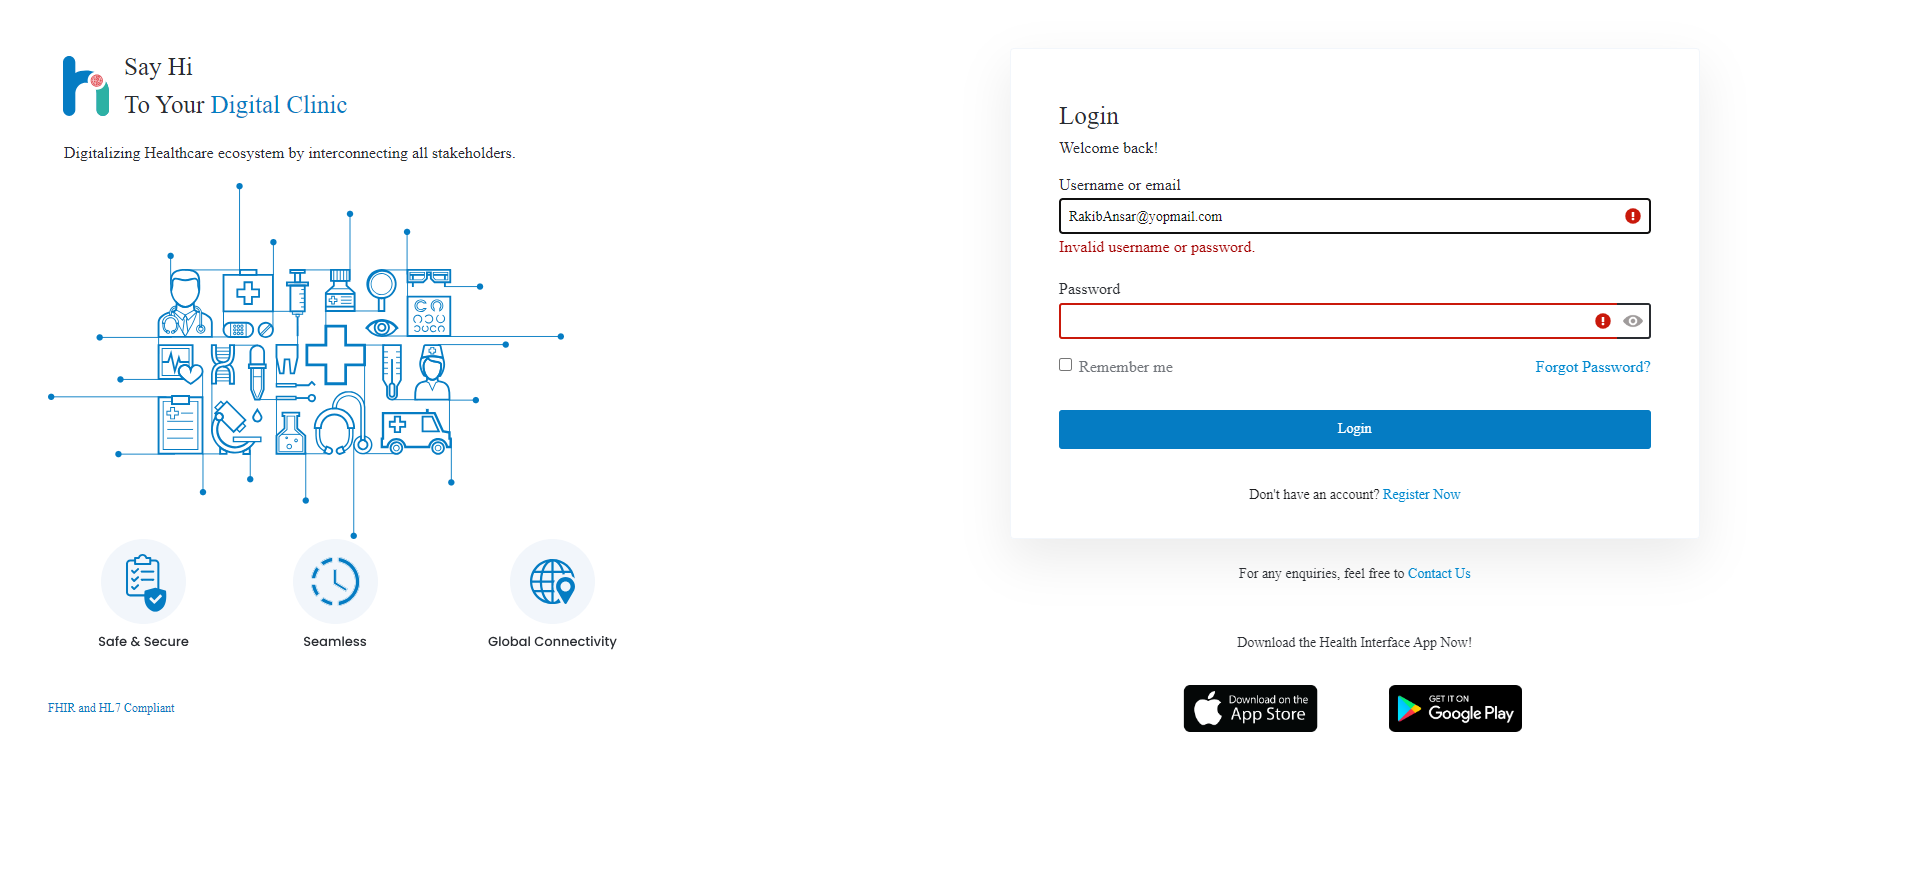 Say Hi
To Your Digital Clinic
Digitalizing Healthcare ecosystem by interconnecting all stakeholders.
Safe & Secure
Seamless
Global Connectivity
FHIR and HL7 Compliant
Login
Welcome back!
Username or email
RakibAnsar@yopmail.com
Invalid username or password.
Password
Remember me
Forgot Password?
Login
Don't have an account? Register Now
For any enquiries, feel free to Contact Us
Download the Health Interface App Now!
Download on the
App Store
GET IT ON
Google Play